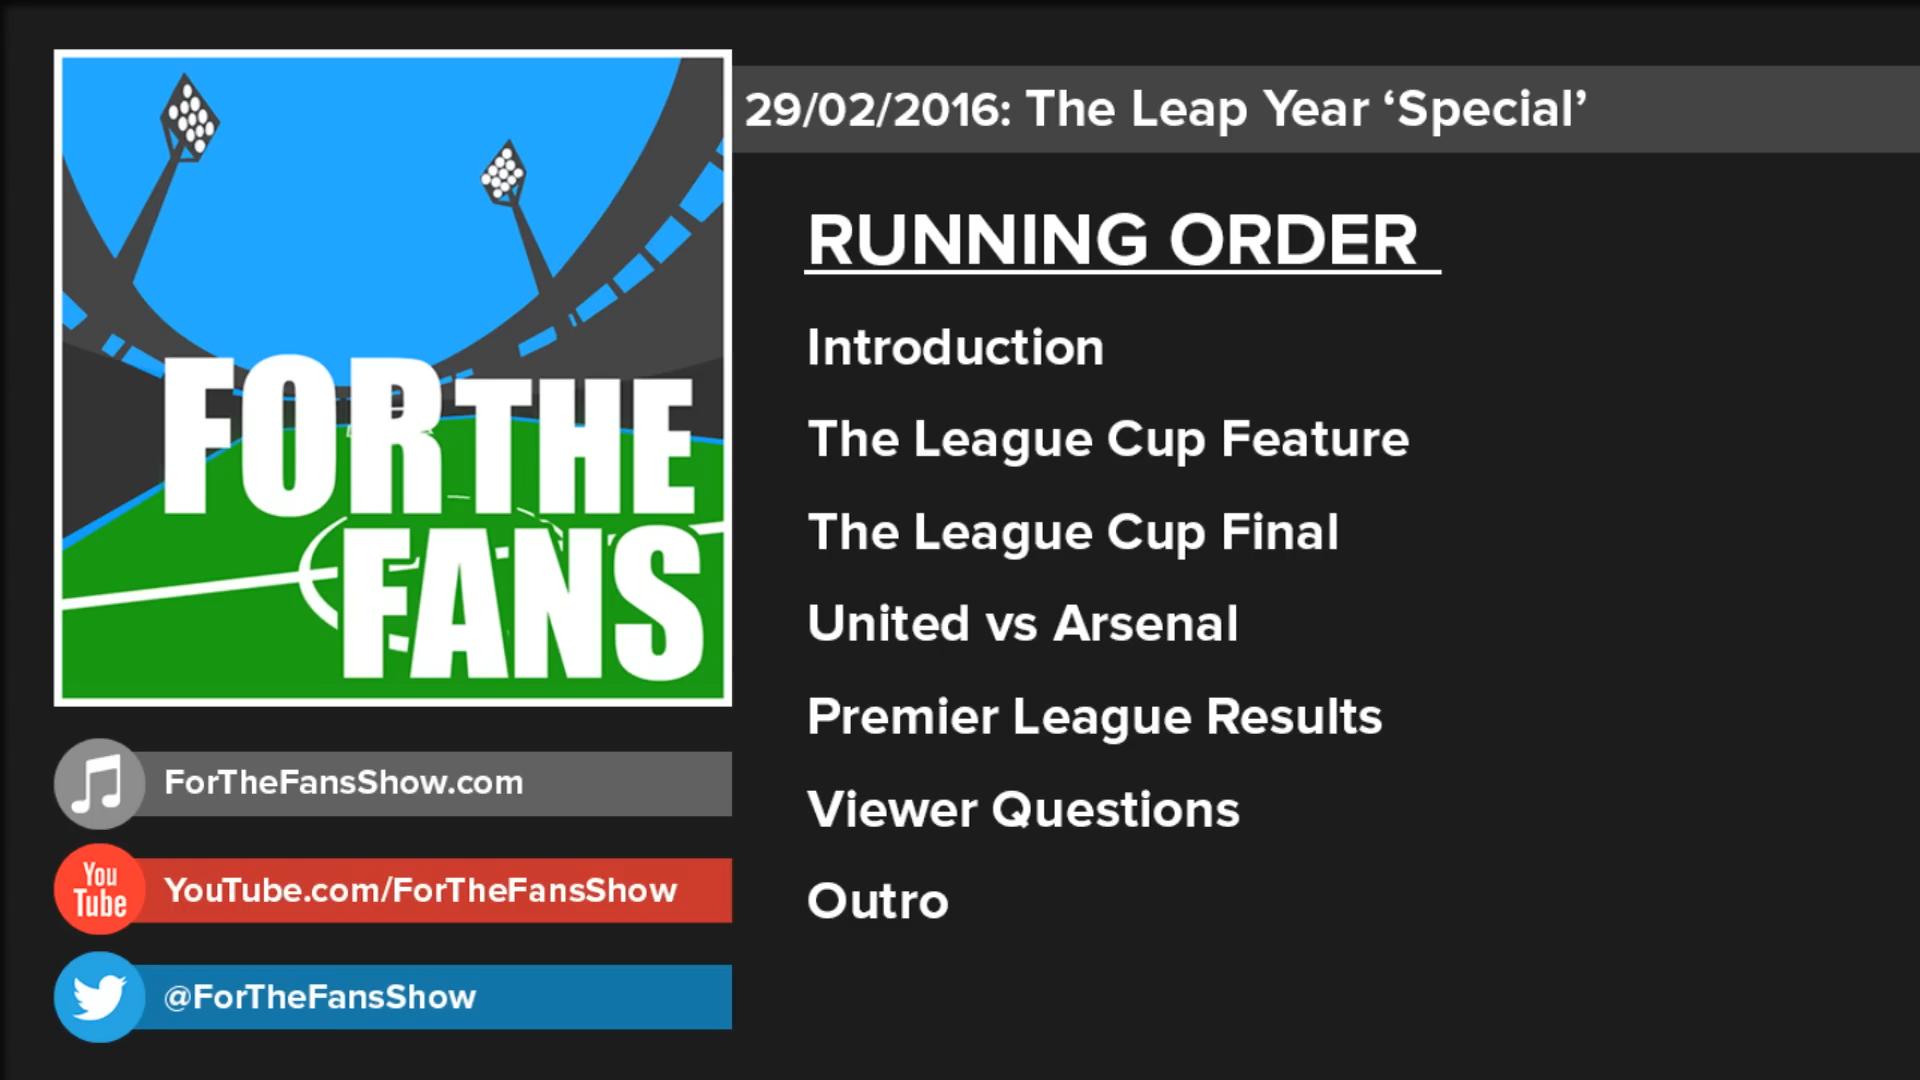 29/02/2016: The Leap Year ‘Special’
FOR THE
FANS
RUNNING ORDER
Introduction
The League Cup Feature
The League Cup Final
United vs Arsenal
Premier League Results
Viewer Questions
Outro
ForTheFansShow.com
You
Tube
YouTube.com/ForTheFansShow
@ForTheFansShow